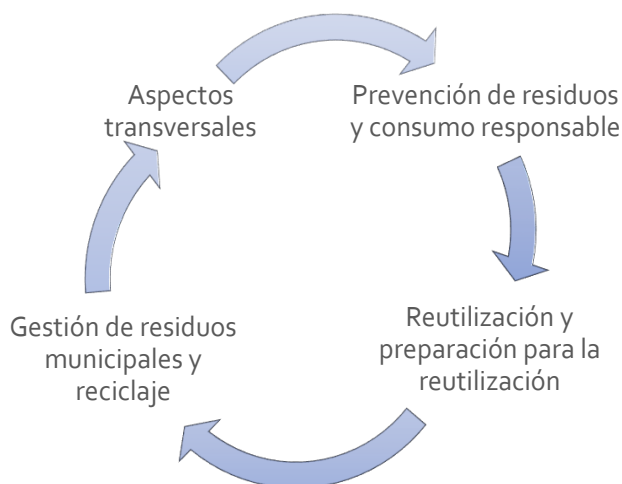 Aspectos
transversales
Prevención de residuos
y consumo responsable
Reutilización y
preparación para la
reutilización
Gestión de residuos
municipales y
reciclaje